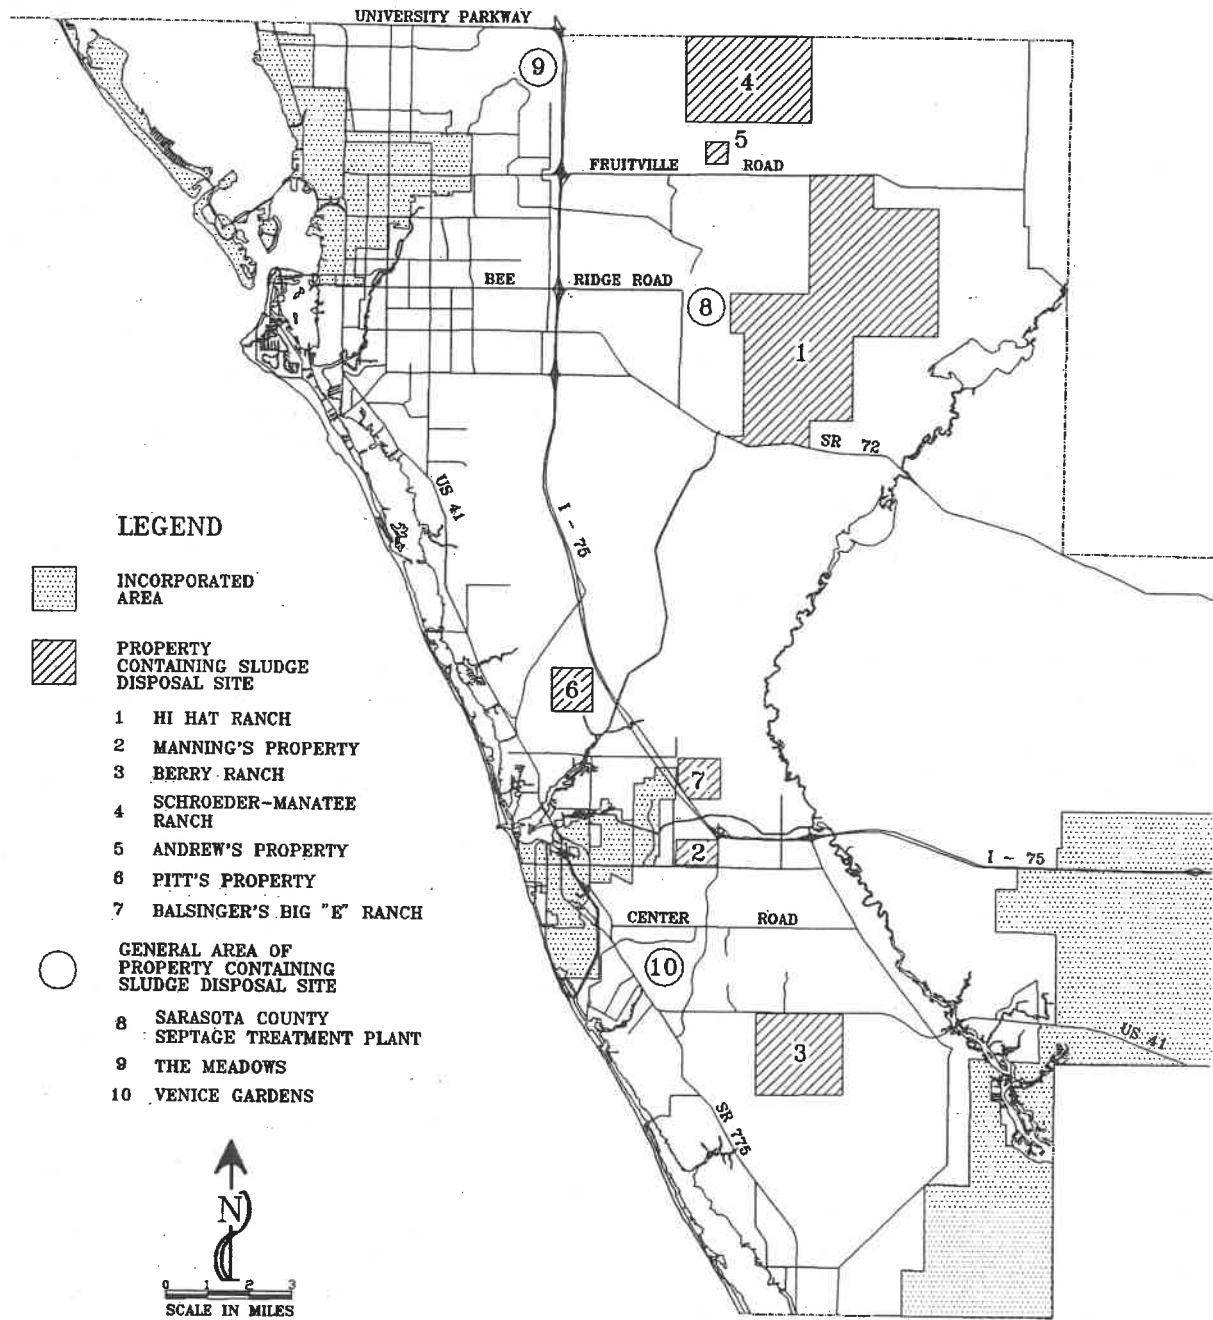 UNIVERSITY PARKWAY
9
4
5
FRUITVILLE ROAD
BEE RIDGE ROAD
8
1
SR 72
US 41
I - 75
LEGEND
INCORPORATED
AREA
PROPERTY
CONTAINING SLUDGE
DISPOSAL SITE
1 HI HAT RANCH
2 MANNING'S PROPERTY
3 BERRY RANCH
4 SCHROEDER-MANATEE
RANCH
5 ANDREW'S PROPERTY
6 PITT'S PROPERTY
7 BALSINGER'S BIG "E" RANCH
GENERAL AREA OF
PROPERTY CONTAINING
SLUDGE DISPOSAL SITE
8 SARASOTA COUNTY
SEPTAGE TREATMENT PLANT
9 THE MEADOWS
10 VENICE GARDENS
6
7
2
I - 75
CENTER ROAD
10
3
US 41
SR 775
N
0 1 2 3
SCALE IN MILES